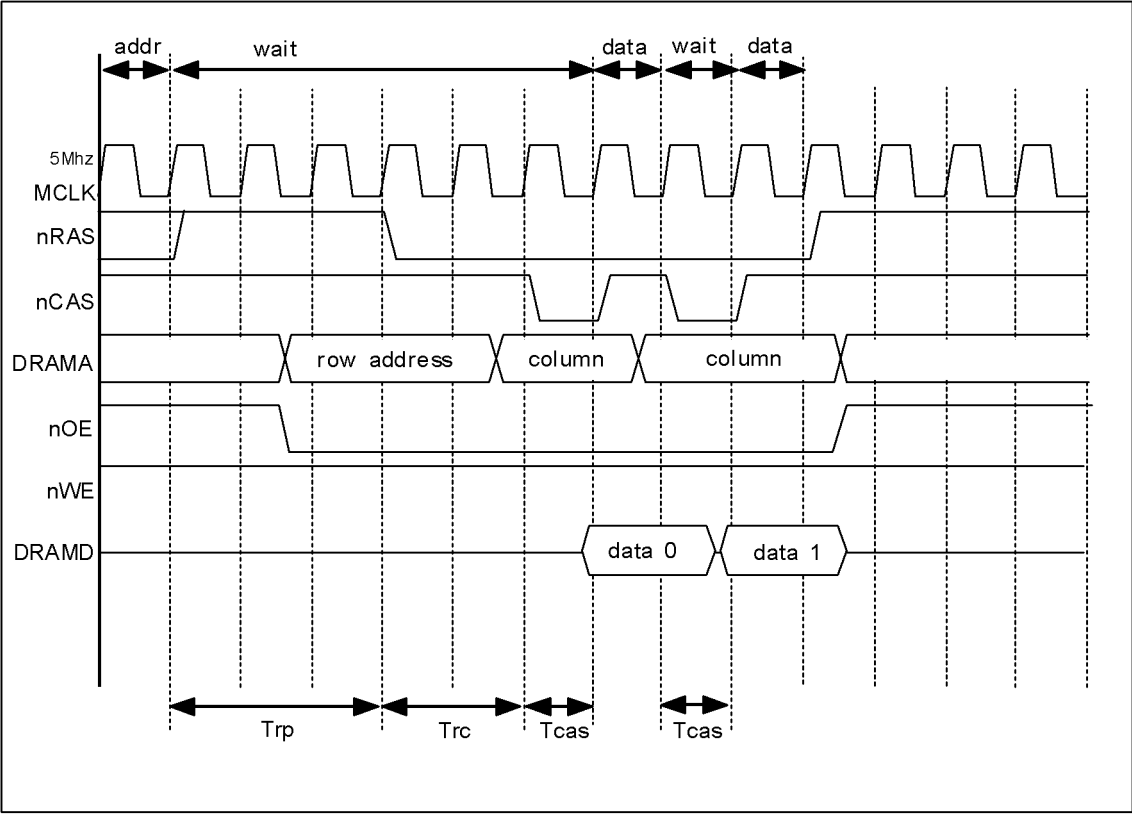 addr wait data wait data
5Mhz
MCLK
nRAS
nCAS
DRAMA row address column column
nOE
nWE
DRAMD data 0 data 1
Trp Trc Tcas Tcas